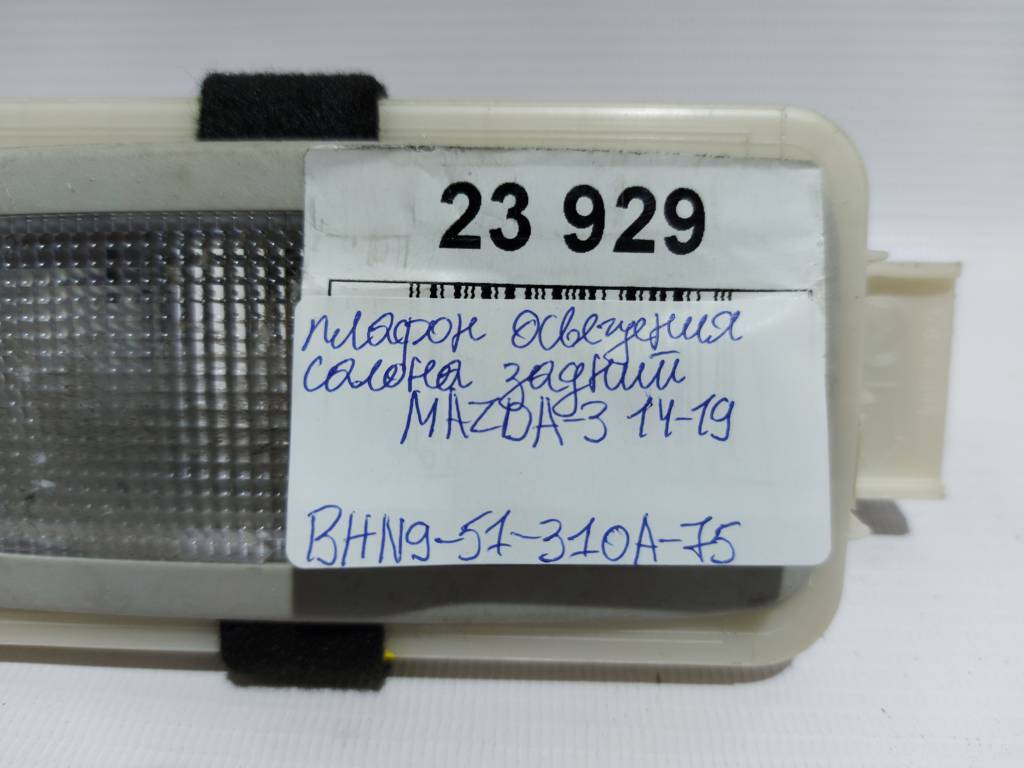 23 929
плафон освещения
салона задний
MAZDA-3 14-19
BHN9-51-310A-75